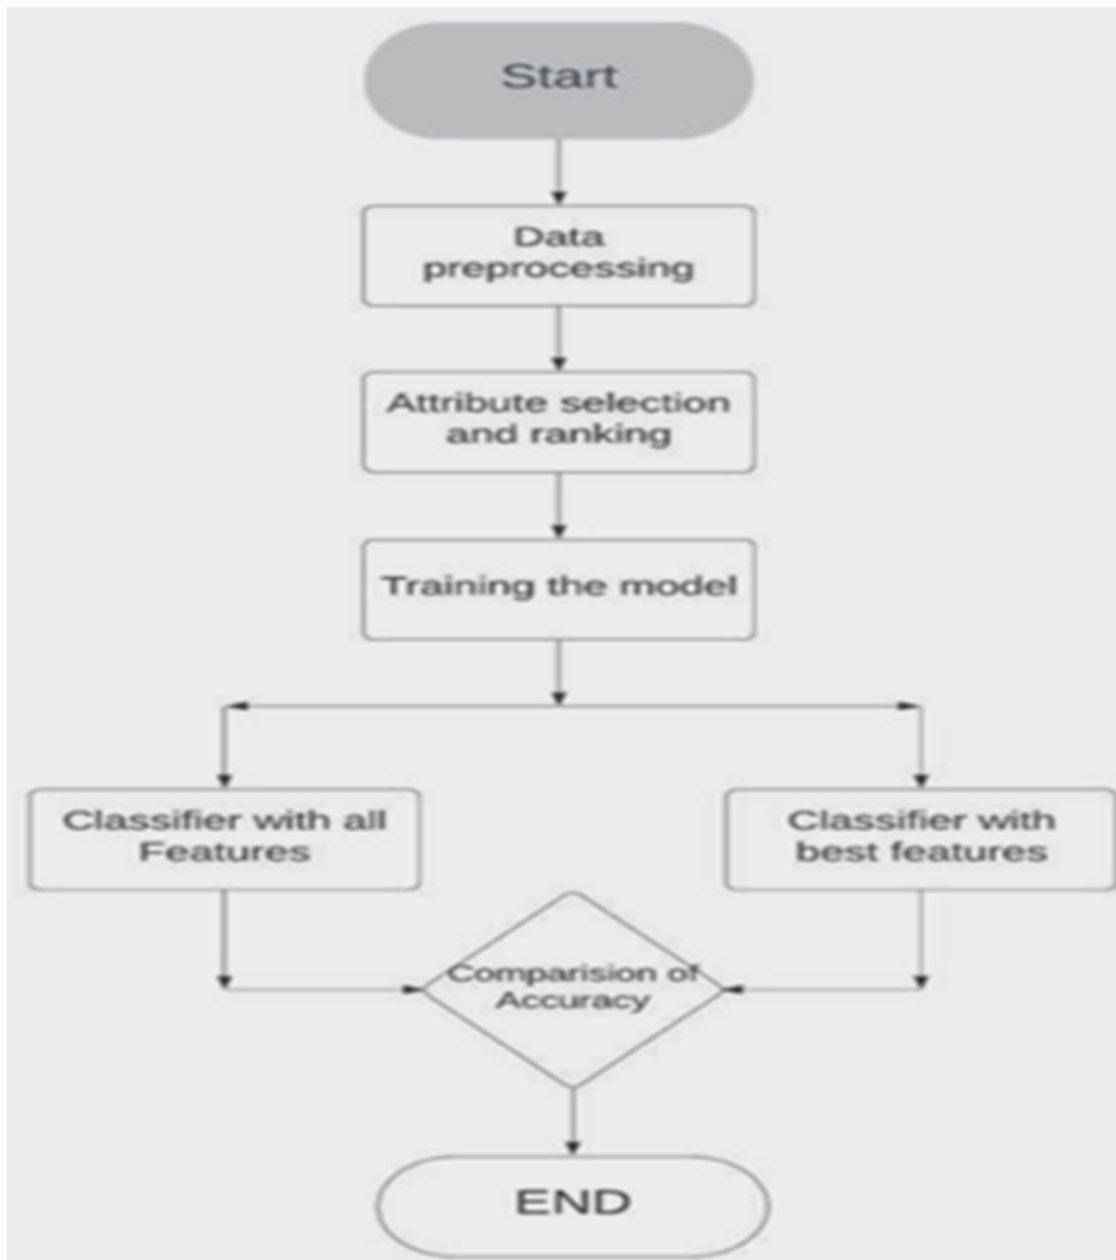 Start
Data
preprocessing
Attribute selection
and ranking
Training the model
Classifier with all
Features
Classifier with
best features
Comparision of
Accuracy
END